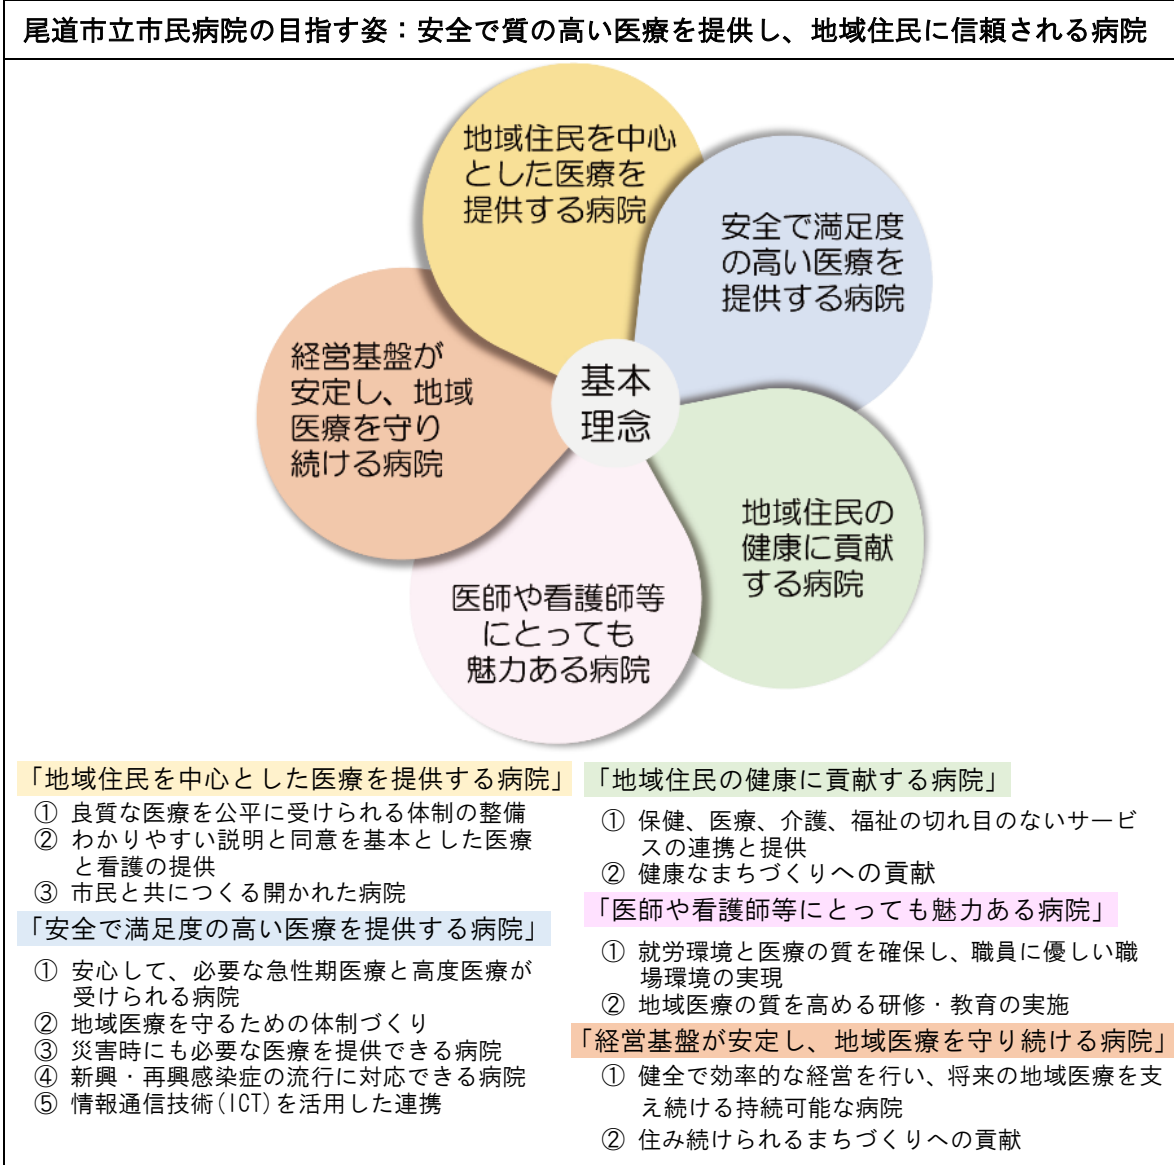 尾道市立市民病院の目指す姿：安全で質の高い医療を提供し、地域住民に信頼される病院
地域住民を中心
とした医療を
提供する病院
安全で満足度
の高い医療を
提供する病院
経営基盤が
安定し、地域
医療を守り
続ける病院
基本
理念
地域住民の
健康に貢献
する病院
医師や看護師等
にとっても
魅力ある病院
「地域住民を中心とした医療を提供する病院」
① 良質な医療を公平に受けられる体制の整備
② わかりやすい説明と同意を基本とした医療
と看護の提供
③ 市民と共につくる開かれた病院
「安全で満足度の高い医療を提供する病院」
① 安心して、必要な急性期医療と高度医療が
受けられる病院
② 地域医療を守るための体制づくり
③ 災害時にも必要な医療を提供できる病院
④ 新興・再興感染症の流行に対応できる病院
⑤ 情報通信技術(ICT)を活用した連携
「地域住民の健康に貢献する病院」
① 保健、医療、介護、福祉の切れ目のないサービ
スの連携と提供
② 健康なまちづくりへの貢献
「医師や看護師等にとっても魅力ある病院」
① 就労環境と医療の質を確保し、職員に優しい職
場環境の実現
② 地域医療の質を高める研修・教育の実施
「経営基盤が安定し、地域医療を守り続ける病院」
① 健全で効率的な経営を行い、将来の地域医療を支
え続ける持続可能な病院
② 住み続けられるまちづくりへの貢献